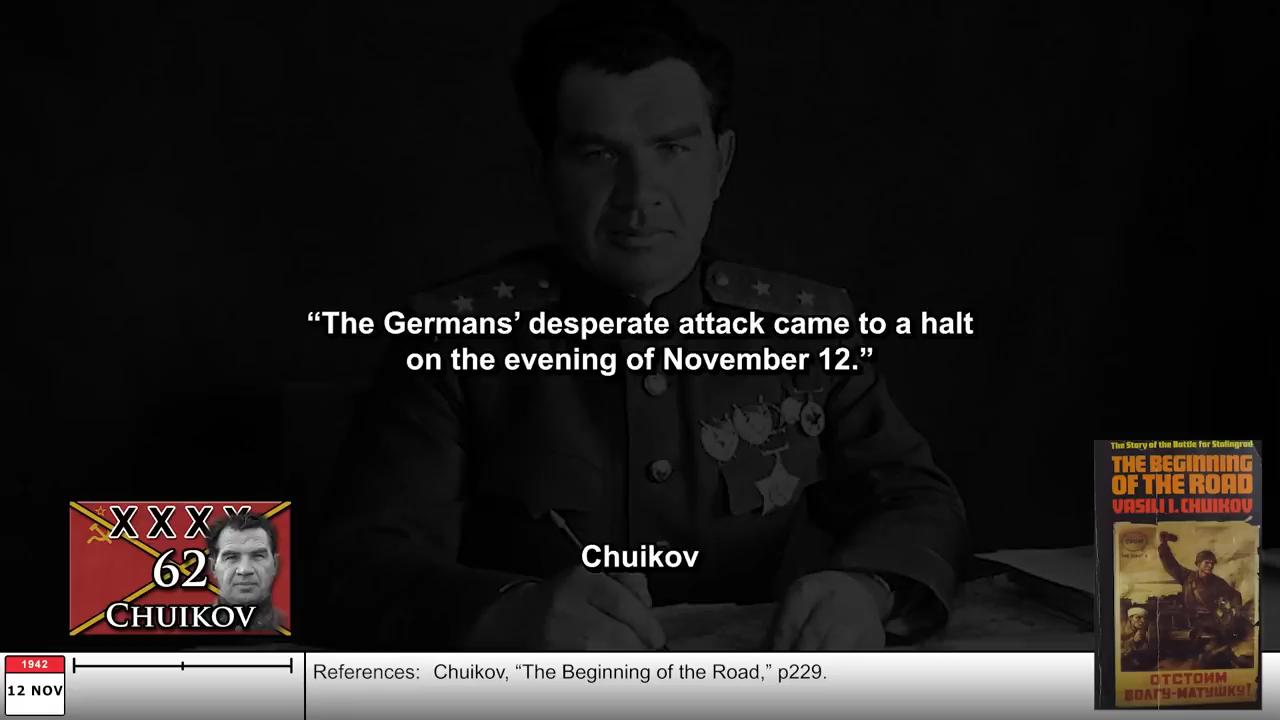 “The Germans’ desperate attack came to a halt
on the evening of November 12.”
Chuikov
XXXX
62
CHUIKOV
The Story of the Battle for Stalingrad
THE BEGINNING
OF THE ROAD
VASILI I. CHUIKOV
ОТСТОИМ
ВОЛГУ-МАТУШКУ!
1942
12 NOV
References: Chuikov, “The Beginning of the Road,” p229.